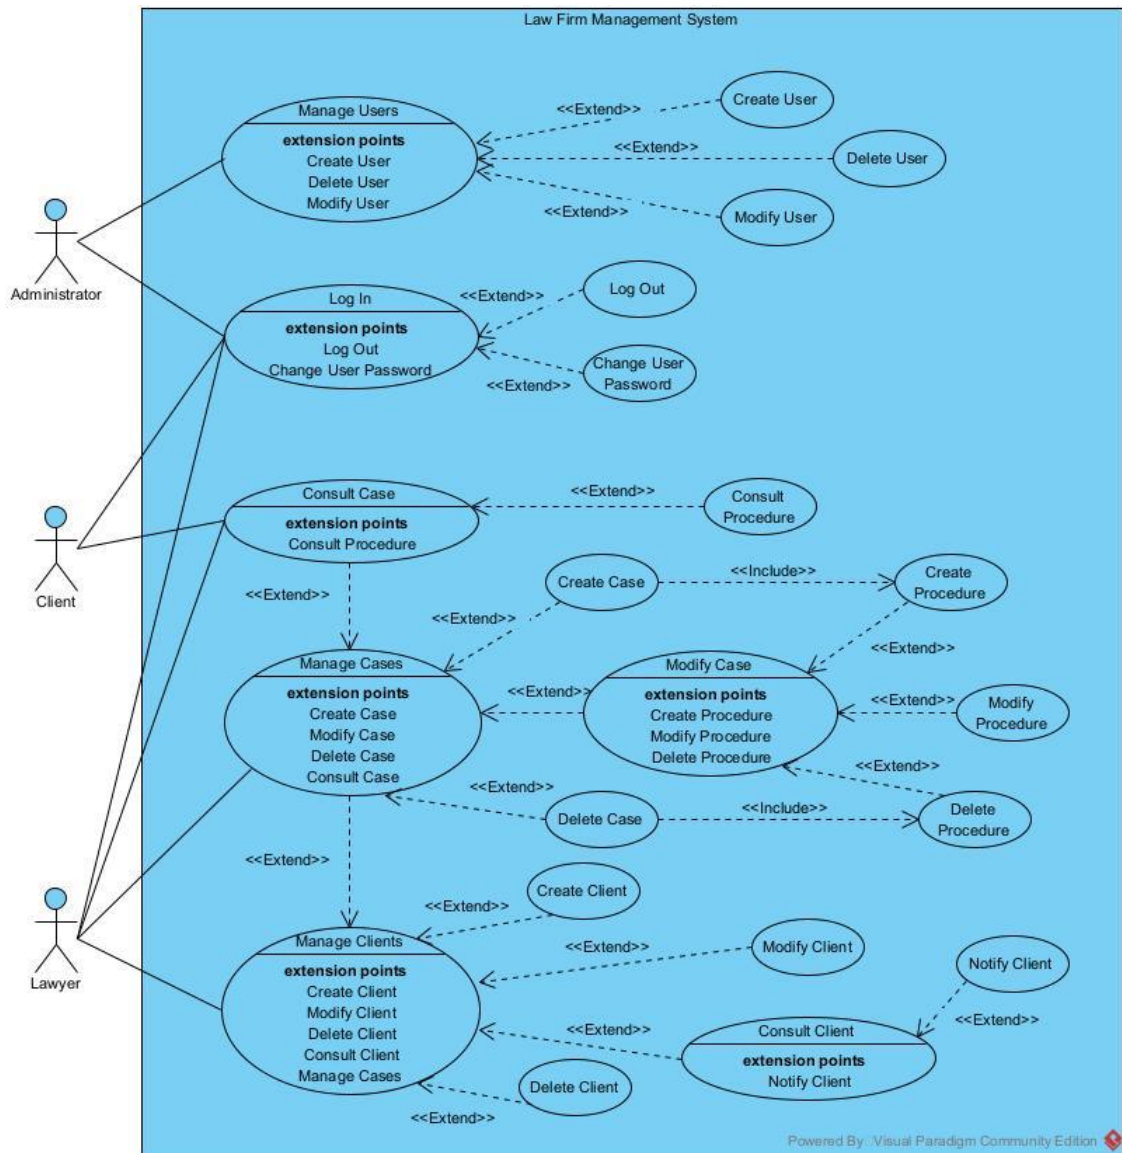 Law Firm Management System
Manage Users
extension points
Create User
Delete User
Modify User
<<Extend>>
Create User
<<Extend>>
Delete User
<<Extend>>
Modify User
Administrator
Log In
extension points
Log Out
Change User Password
<<Extend>>
Log Out
<<Extend>>
Change User
Password
Client
Consult Case
extension points
Consult Procedure
<<Extend>>
Consult
Procedure
<<Extend>>
Create Case
<<Include>>
Create
Procedure
<<Extend>>
<<Extend>>
Manage Cases
extension points
Create Case
Modify Case
Delete Case
Consult Case
<<Extend>>
Modify Case
extension points
Create Procedure
Modify Procedure
Delete Procedure
<<Extend>>
Modify
Procedure
<<Extend>>
<<Extend>>
Delete Case
<<Include>>
Delete
Procedure
<<Extend>>
Lawyer
Manage Clients
extension points
Create Client
Modify Client
Delete Client
Consult Client
Manage Cases
<<Extend>>
Create Client
<<Extend>>
Modify Client
<<Extend>>
Consult Client
extension points
Notify Client
Notify Client
<<Extend>>
Delete Client
<<Extend>>
Powered By Visual Paradigm Community Edition